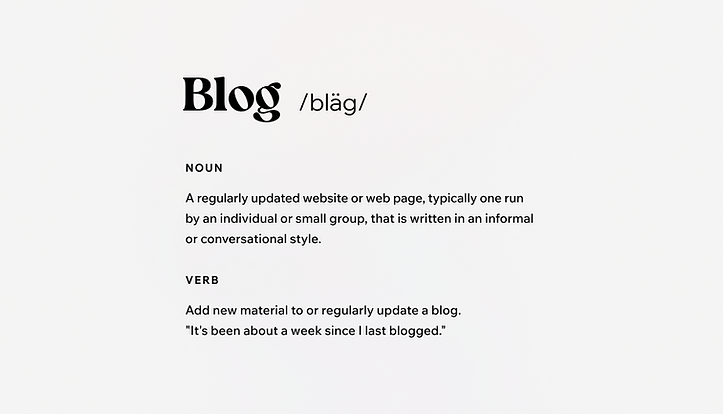 Blog /bläg/
NOUN
A regularly updated website or web page, typically one run
by an individual or small group, that is written in an informal
or conversational style.
VERB
Add new material to or regularly update a blog.
"It's been about a week since I last blogged."